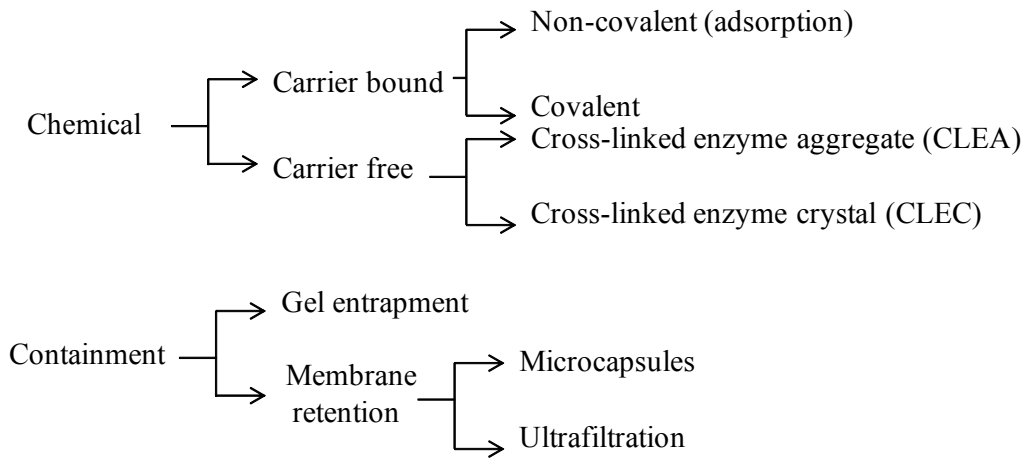 Non-covalent (adsorption)
Carrier bound
Covalent
Chemical
Cross-linked enzyme aggregate (CLEA)
Carrier free
Cross-linked enzyme crystal (CLEC)
Gel entrapment
Containment
Microcapsules
Membrane
retention
Ultrafiltration